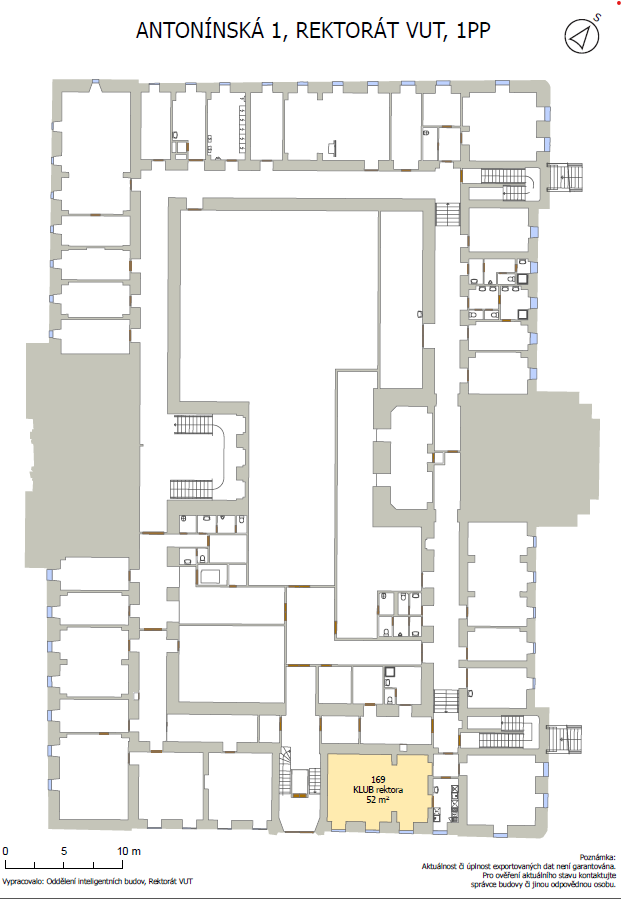 ANTONÍNSKÁ 1, REKTORÁT VUT, 1PP
S
169
KLUB rektora
52 m²
0 5 10 m
Vypracovalo: Oddělení inteligentních budov, Rektorát VUT
Poznámka:
Aktuálnost či úplnost exportovaných dat není garantována.
Pro ověření aktuálního stavu kontaktujte
správce budovy či jinou odpovědnou osobu.